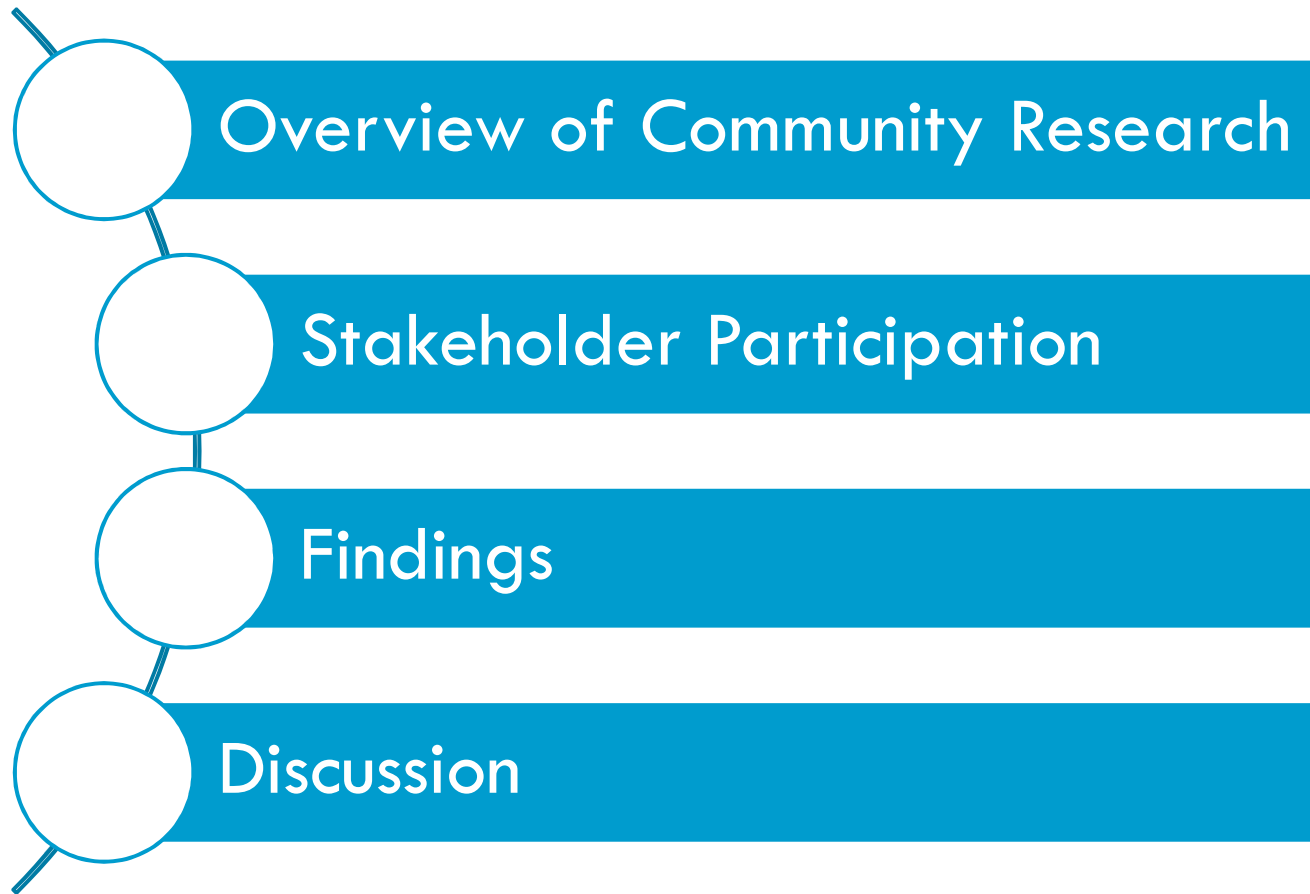 Overview of Community Research
Stakeholder Participation
Findings
Discussion